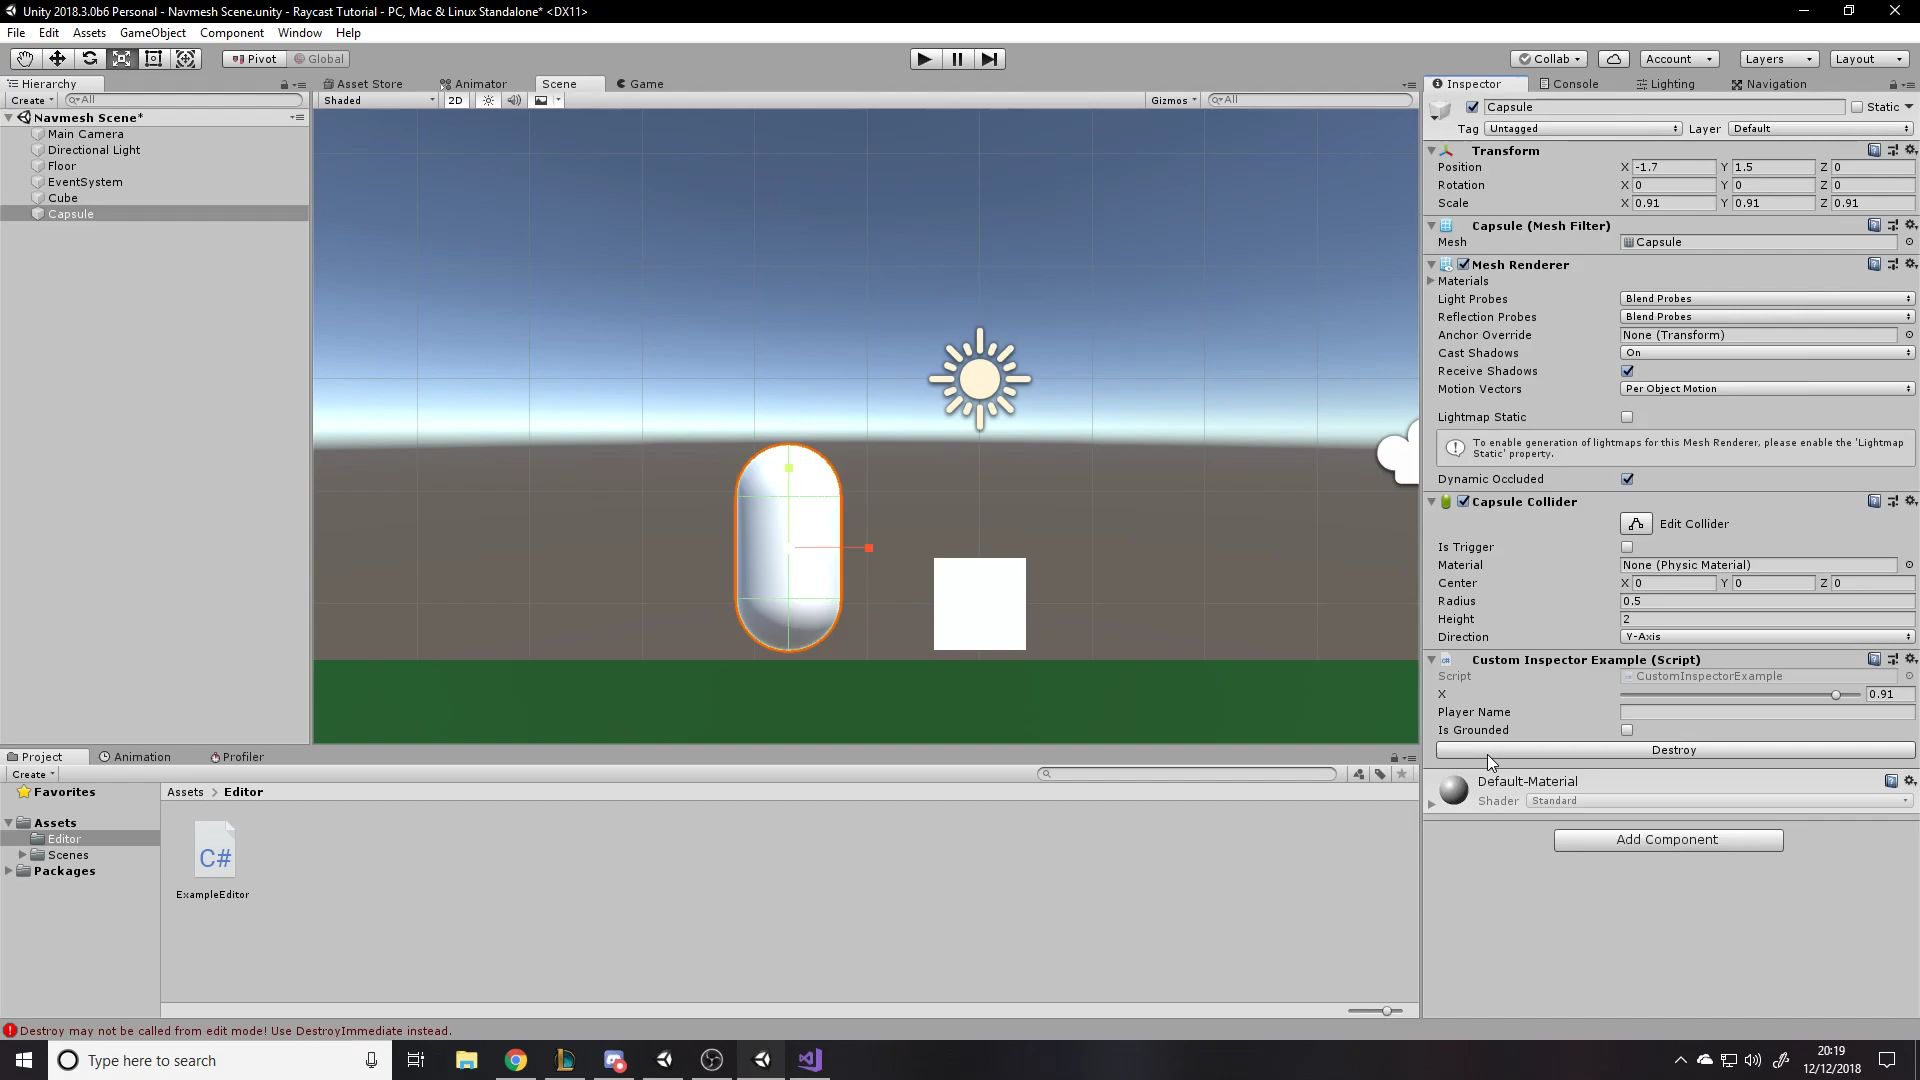 Unity 2018.3.0b6 Personal - Navmesh Scene.unity - Raycast Tutorial - PC, Mac & Linux Standalone* <DX11>
File Edit Assets GameObject Component Window Help
Pivot Global Collab Account Layers Layout
Hierarchy
Create All
Navmesh Scene*
Main Camera
Directional Light
Floor
EventSystem
Cube
Capsule
Asset Store Animator Scene Game
Shaded 2D Gizmos All
Inspector Console Lighting Navigation
Capsule Static
Tag Untagged Layer Default
Transform
Position X -1.7 Y 1.5 Z 0
Rotation X 0 Y 0 Z 0
Scale X 0.91 Y 0.91 Z 0.91
Capsule (Mesh Filter)
Mesh Capsule
Mesh Renderer
Materials
Light Probes Blend Probes
Reflection Probes Blend Probes
Anchor Override None (Transform)
Cast Shadows On
Receive Shadows
Motion Vectors Per Object Motion
Lightmap Static
To enable generation of lightmaps for this Mesh Renderer, please enable the 'Lightmap
Static' property.
Dynamic Occluded
Capsule Collider
Edit Collider
Is Trigger
Material None (Physic Material)
Center X 0 Y 0 Z 0
Radius 0.5
Height 2
Direction Y-Axis
Custom Inspector Example (Script)
Script CustomInspectorExample
X 0.91
Player Name
Is Grounded
Destroy
Default-Material
Shader Standard
Add Component
Project Animation Profiler
Create
Favorites
Assets
Editor
Scenes
Packages
Assets > Editor
C#
ExampleEditor
Destroy may not be called from edit mode! Use DestroyImmediate instead.
Type here to search
20:19
12/12/2018